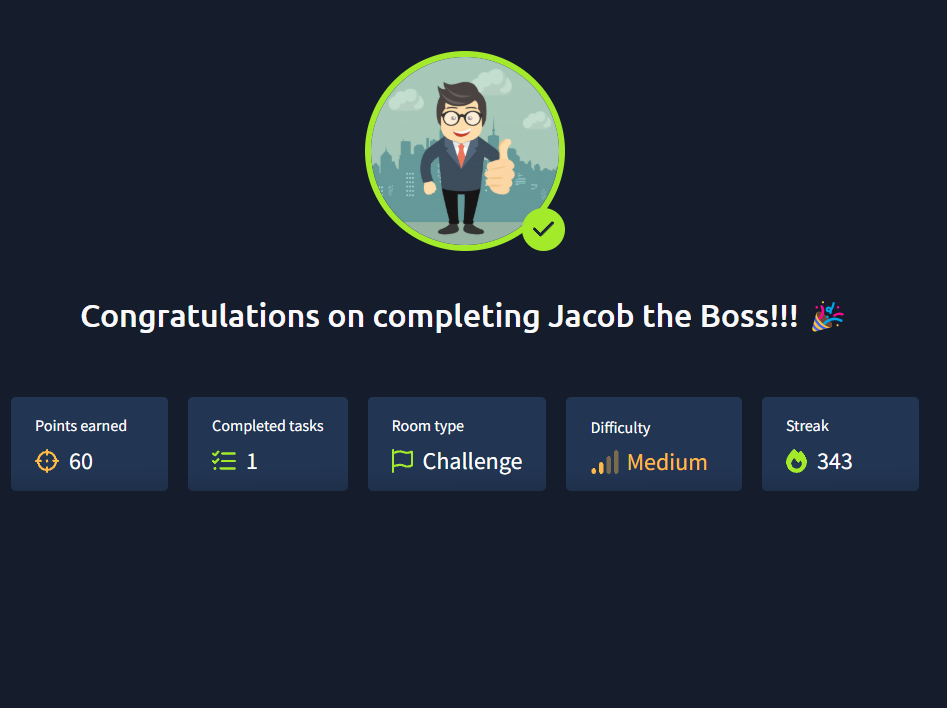 Congratulations on completing Jacob the Boss!!! 🎉
Points earned
60
Completed tasks
1
Room type
Challenge
Difficulty
Medium
Streak
343